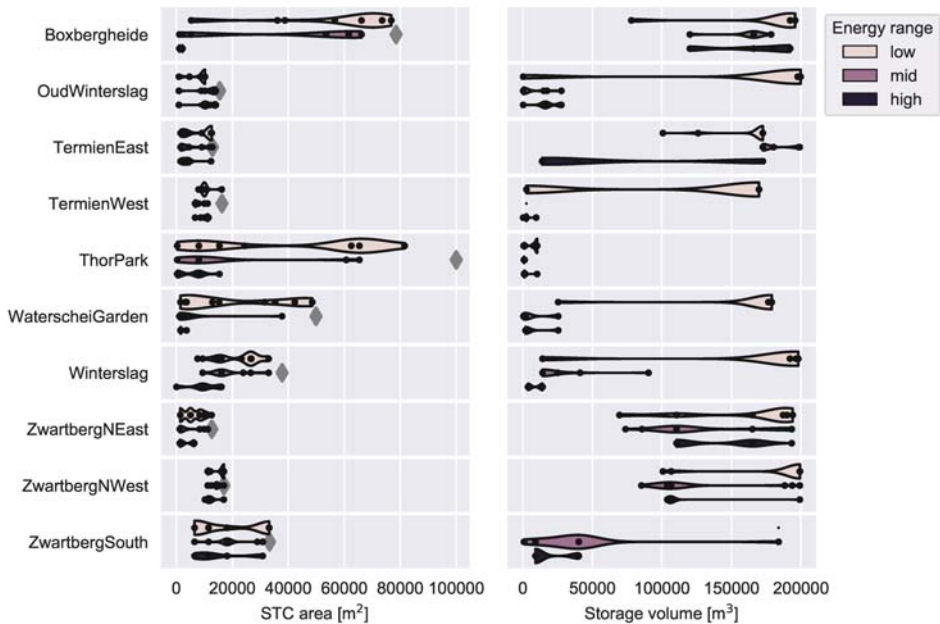 Boxbergheide
OudWinterslag
TermienEast
TermienWest
ThorPark
WaterscheiGarden
Winterslag
ZwartbergNEast
ZwartbergNWest
ZwartbergSouth
0 20000 40000 60000 80000 100000
STC area [m²]
0 50000 100000 150000 200000
Storage volume [m³]
Energy range
low
mid
high